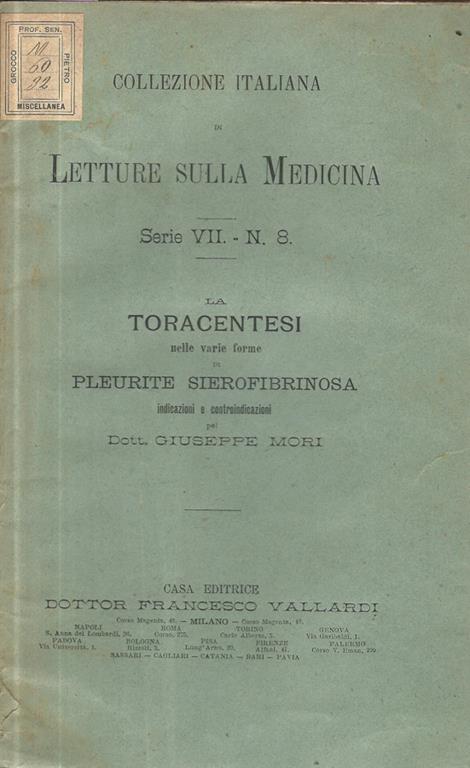 PROF. SEN.
GROCCO
PIETRO
M
60
22
MISCELLANEA
COLLEZIONE ITALIANA
DI
LETTURE SULLA MEDICINA
Serie VII. - N. 8.
LA
TORACENTESI
nelle varie forme
DI
PLEURITE SIEROFIBRINOSA
indicazioni e controindicazioni
pel
Dott. GIUSEPPE MORI
CASA EDITRICE
DOTTOR FRANCESCO VALLARDI
Corso Magenta, 48. — MILANO — Corso Magenta, 48.
NAPOLI ROMA TORINO GENOVA
S. Anna dei Lombardi, 36. Corso, 275. Carlo Alberto, 5. Via Garibaldi, 1.
PADOVA BOLOGNA PISA FIRENZE PALERMO
Via Università, 1. Rizzoli, 3. Lung'Arno, 20. Alfani, 41. Corso V. Eman.
SASSARI — CAGLIARI — CATANIA — BARI — PAVIA